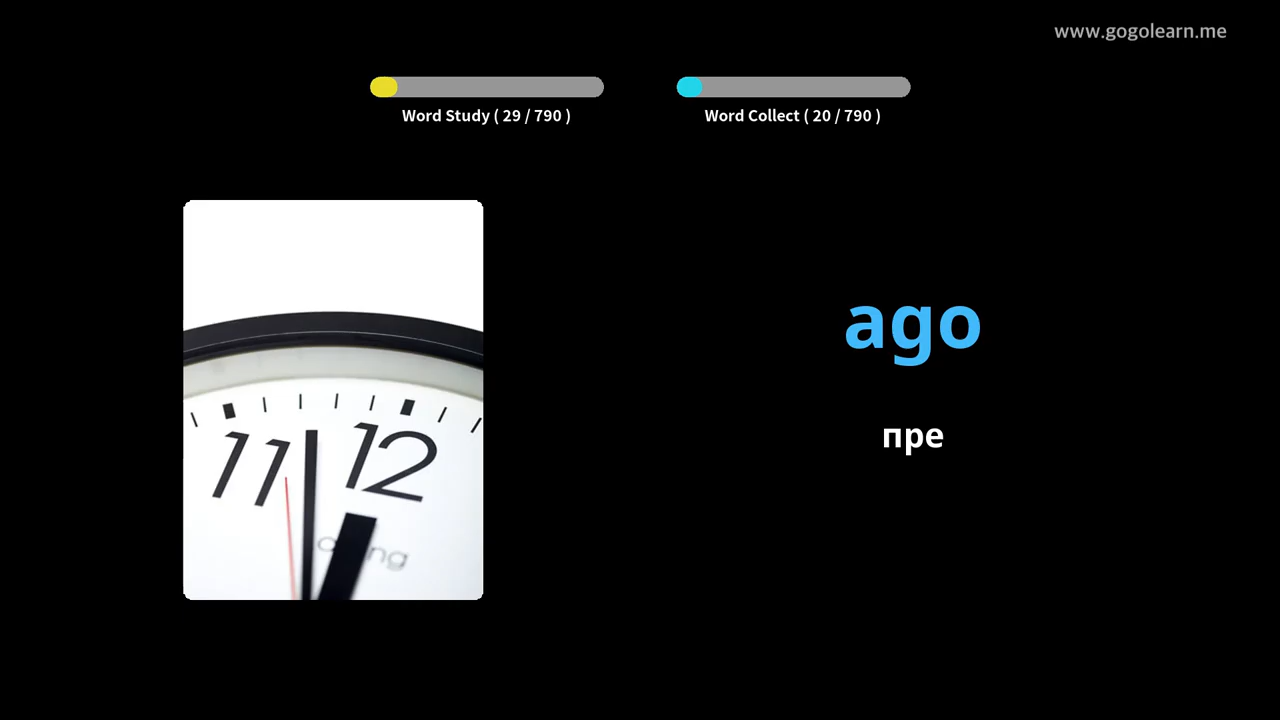 www.gogolearn.me
Word Study ( 29 / 790 )
Word Collect ( 20 / 790 )
11 12
ago
пре